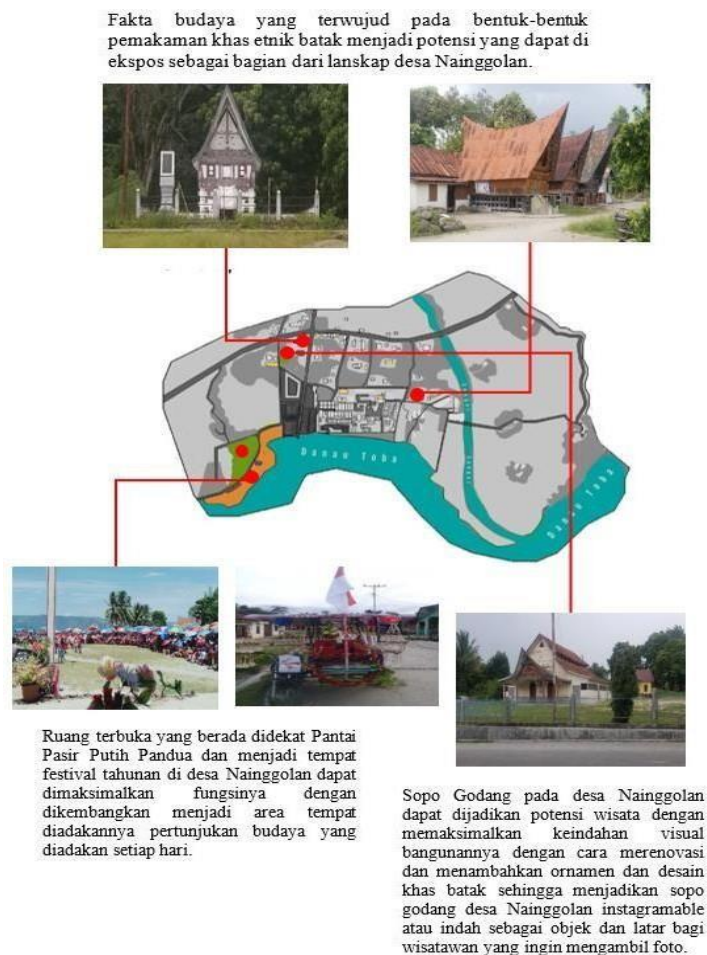 Fakta budaya yang terwujud pada bentuk-bentuk
pemakaman khas etnik batak menjadi potensi yang dapat di
ekspos sebagai bagian dari lanskap desa Nainggolan.
Danau Toba
Danau Toba
Ruang terbuka yang berada didekat Pantai
Pasir Putih Pandua dan menjadi tempat
festival tahunan di desa Nainggolan dapat
dimaksimalkan fungsinya dengan
dikembangkan menjadi area tempat
diadakannya pertunjukan budaya yang
diadakan setiap hari.
Sopo Godang pada desa Nainggolan
dapat dijadikan potensi wisata dengan
memaksimalkan keindahan visual
bangunannya dengan cara merenovasi
dan menambahkan ornamen dan desain
khas batak sehingga menjadikan sopo
godang desa Nainggolan instagramable
atau indah sebagai objek dan latar bagi
wisatawan yang ingin mengambil foto.